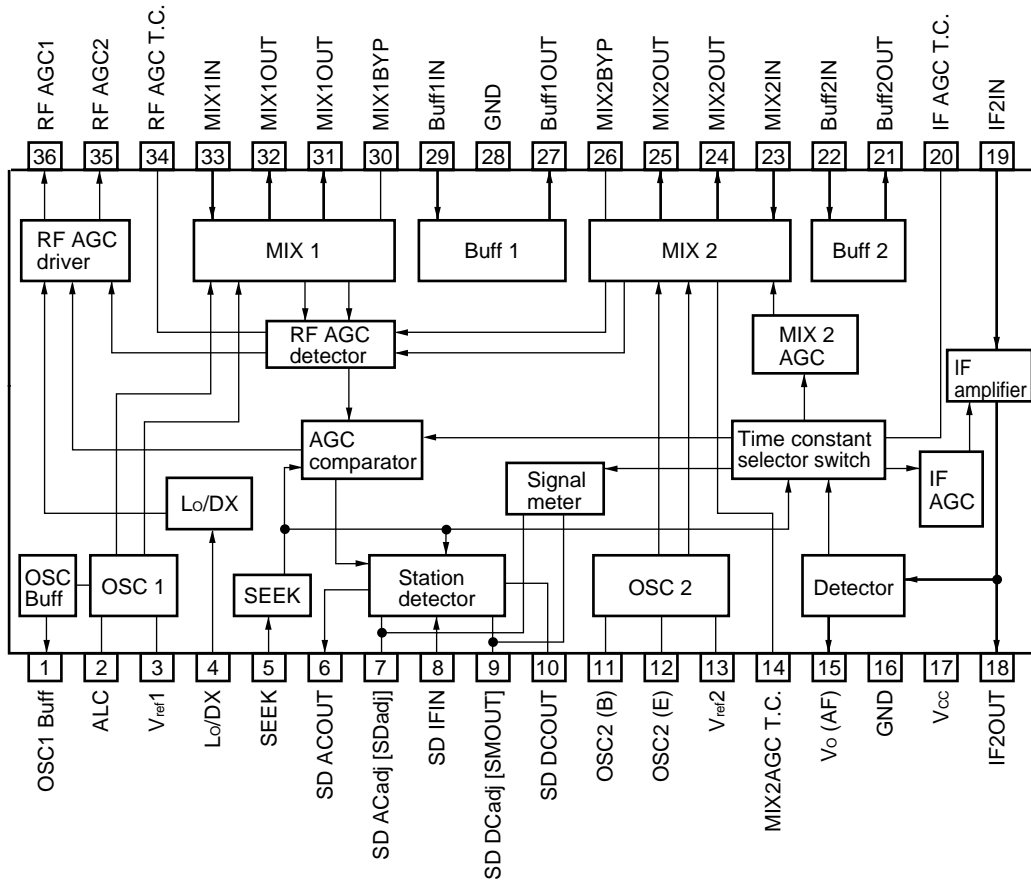 RF AGC1
RF AGC2
RF AGC T.C.
MIX1IN
MIX1OUT
MIX1OUT
MIX1BYP
Buff1IN
GND
Buff1OUT
MIX2BYP
MIX2OUT
MIX2OUT
MIX2IN
Buff2IN
Buff2OUT
IF AGC T.C.
IF2IN
36
35
34
33
32
31
30
29
28
27
26
25
24
23
22
21
20
19
RF AGC
driver
MIX 1
Buff 1
MIX 2
Buff 2
RF AGC
detector
MIX 2
AGC
IF
amplifier
AGC
comparator
Time constant
selector switch
Signal
meter
IF
AGC
LO/DX
OSC
Buff
OSC 1
SEEK
Station
detector
OSC 2
Detector
1
2
3
4
5
6
7
8
9
10
11
12
13
14
15
16
17
18
OSC1 Buff
ALC
Vref1
LO/DX
SEEK
SD ACOUT
SD ACadj [SDadj]
SD IFIN
SD DCadj [SMOUT]
SD DCOUT
OSC2 (B)
OSC2 (E)
Vref2
MIX2AGC T.C.
VO (AF)
GND
VCC
IF2OUT